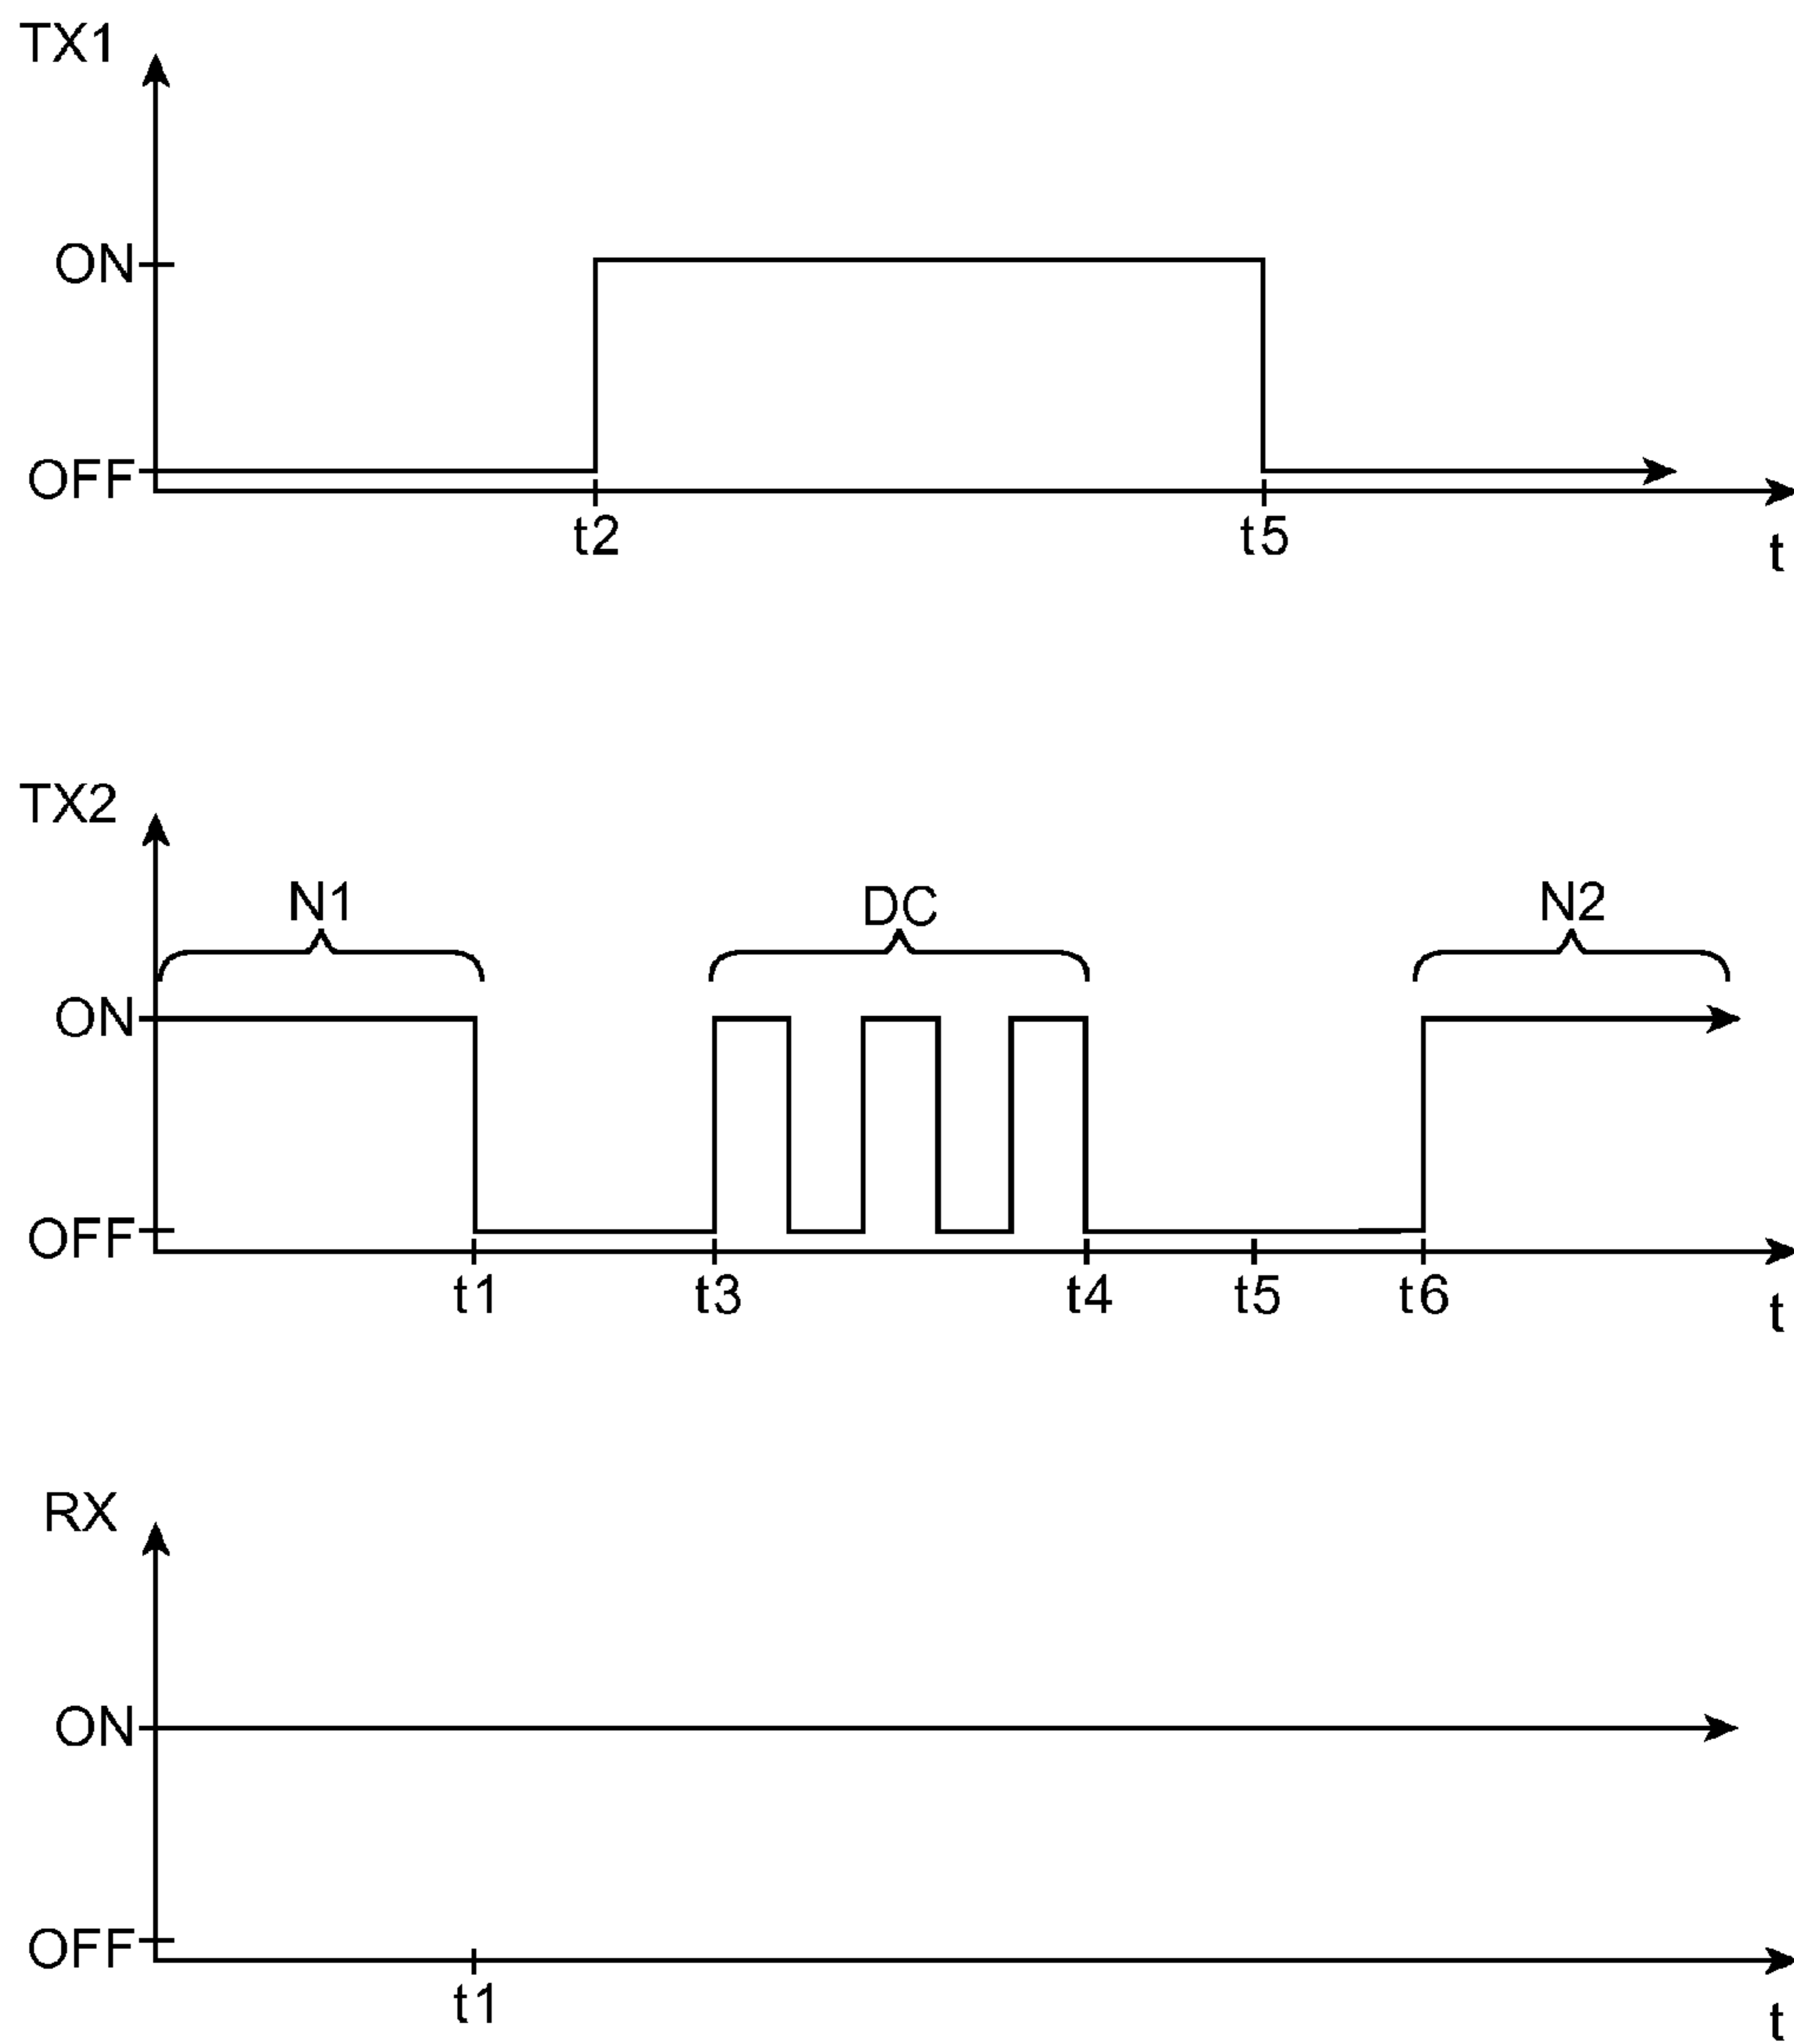 TX1
ON
OFF
t2 t5
t
TX2
N1 DC N2
ON
OFF
t1 t3 t4 t5 t6
t
RX
ON
OFF
t1
t